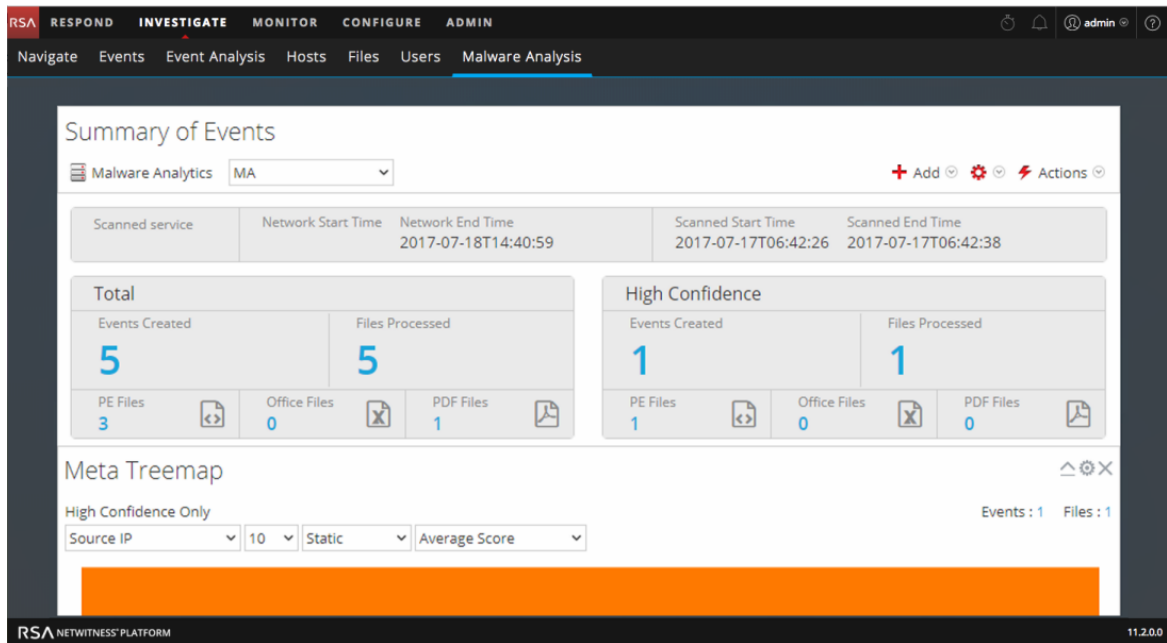 RSA RESPOND INVESTIGATE MONITOR CONFIGURE ADMIN admin ?
Navigate Events Event Analysis Hosts Files Users Malware Analysis
Summary of Events
Malware Analytics MA Add Actions
Scanned service Network Start Time Network End Time Scanned Start Time Scanned End Time
2017-07-18T14:40:59 2017-07-17T06:42:26 2017-07-17T06:42:38
Total High Confidence
Events Created Files Processed Events Created Files Processed
5 5 1 1
PE Files Office Files PDF Files PE Files Office Files PDF Files
3 0 1 1 0 0
Meta Treemap
High Confidence Only Events : 1 Files : 1
Source IP 10 Static Average Score
RSA NETWITNESS® PLATFORM 11.2.0.0